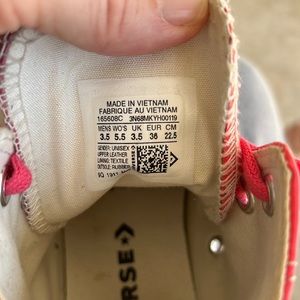 MADE IN VIETNAM
FABRIQUE AU VIETNAM
165608C 3N68MKYH00119
MENS WO'S UK EUR CM
3.5 5.5 3.5 36 22.5
GENDER: UNISEX
UPPER: LEATHER
LINING: TEXTILE
OUTSOLE: RUBBER
ERSE